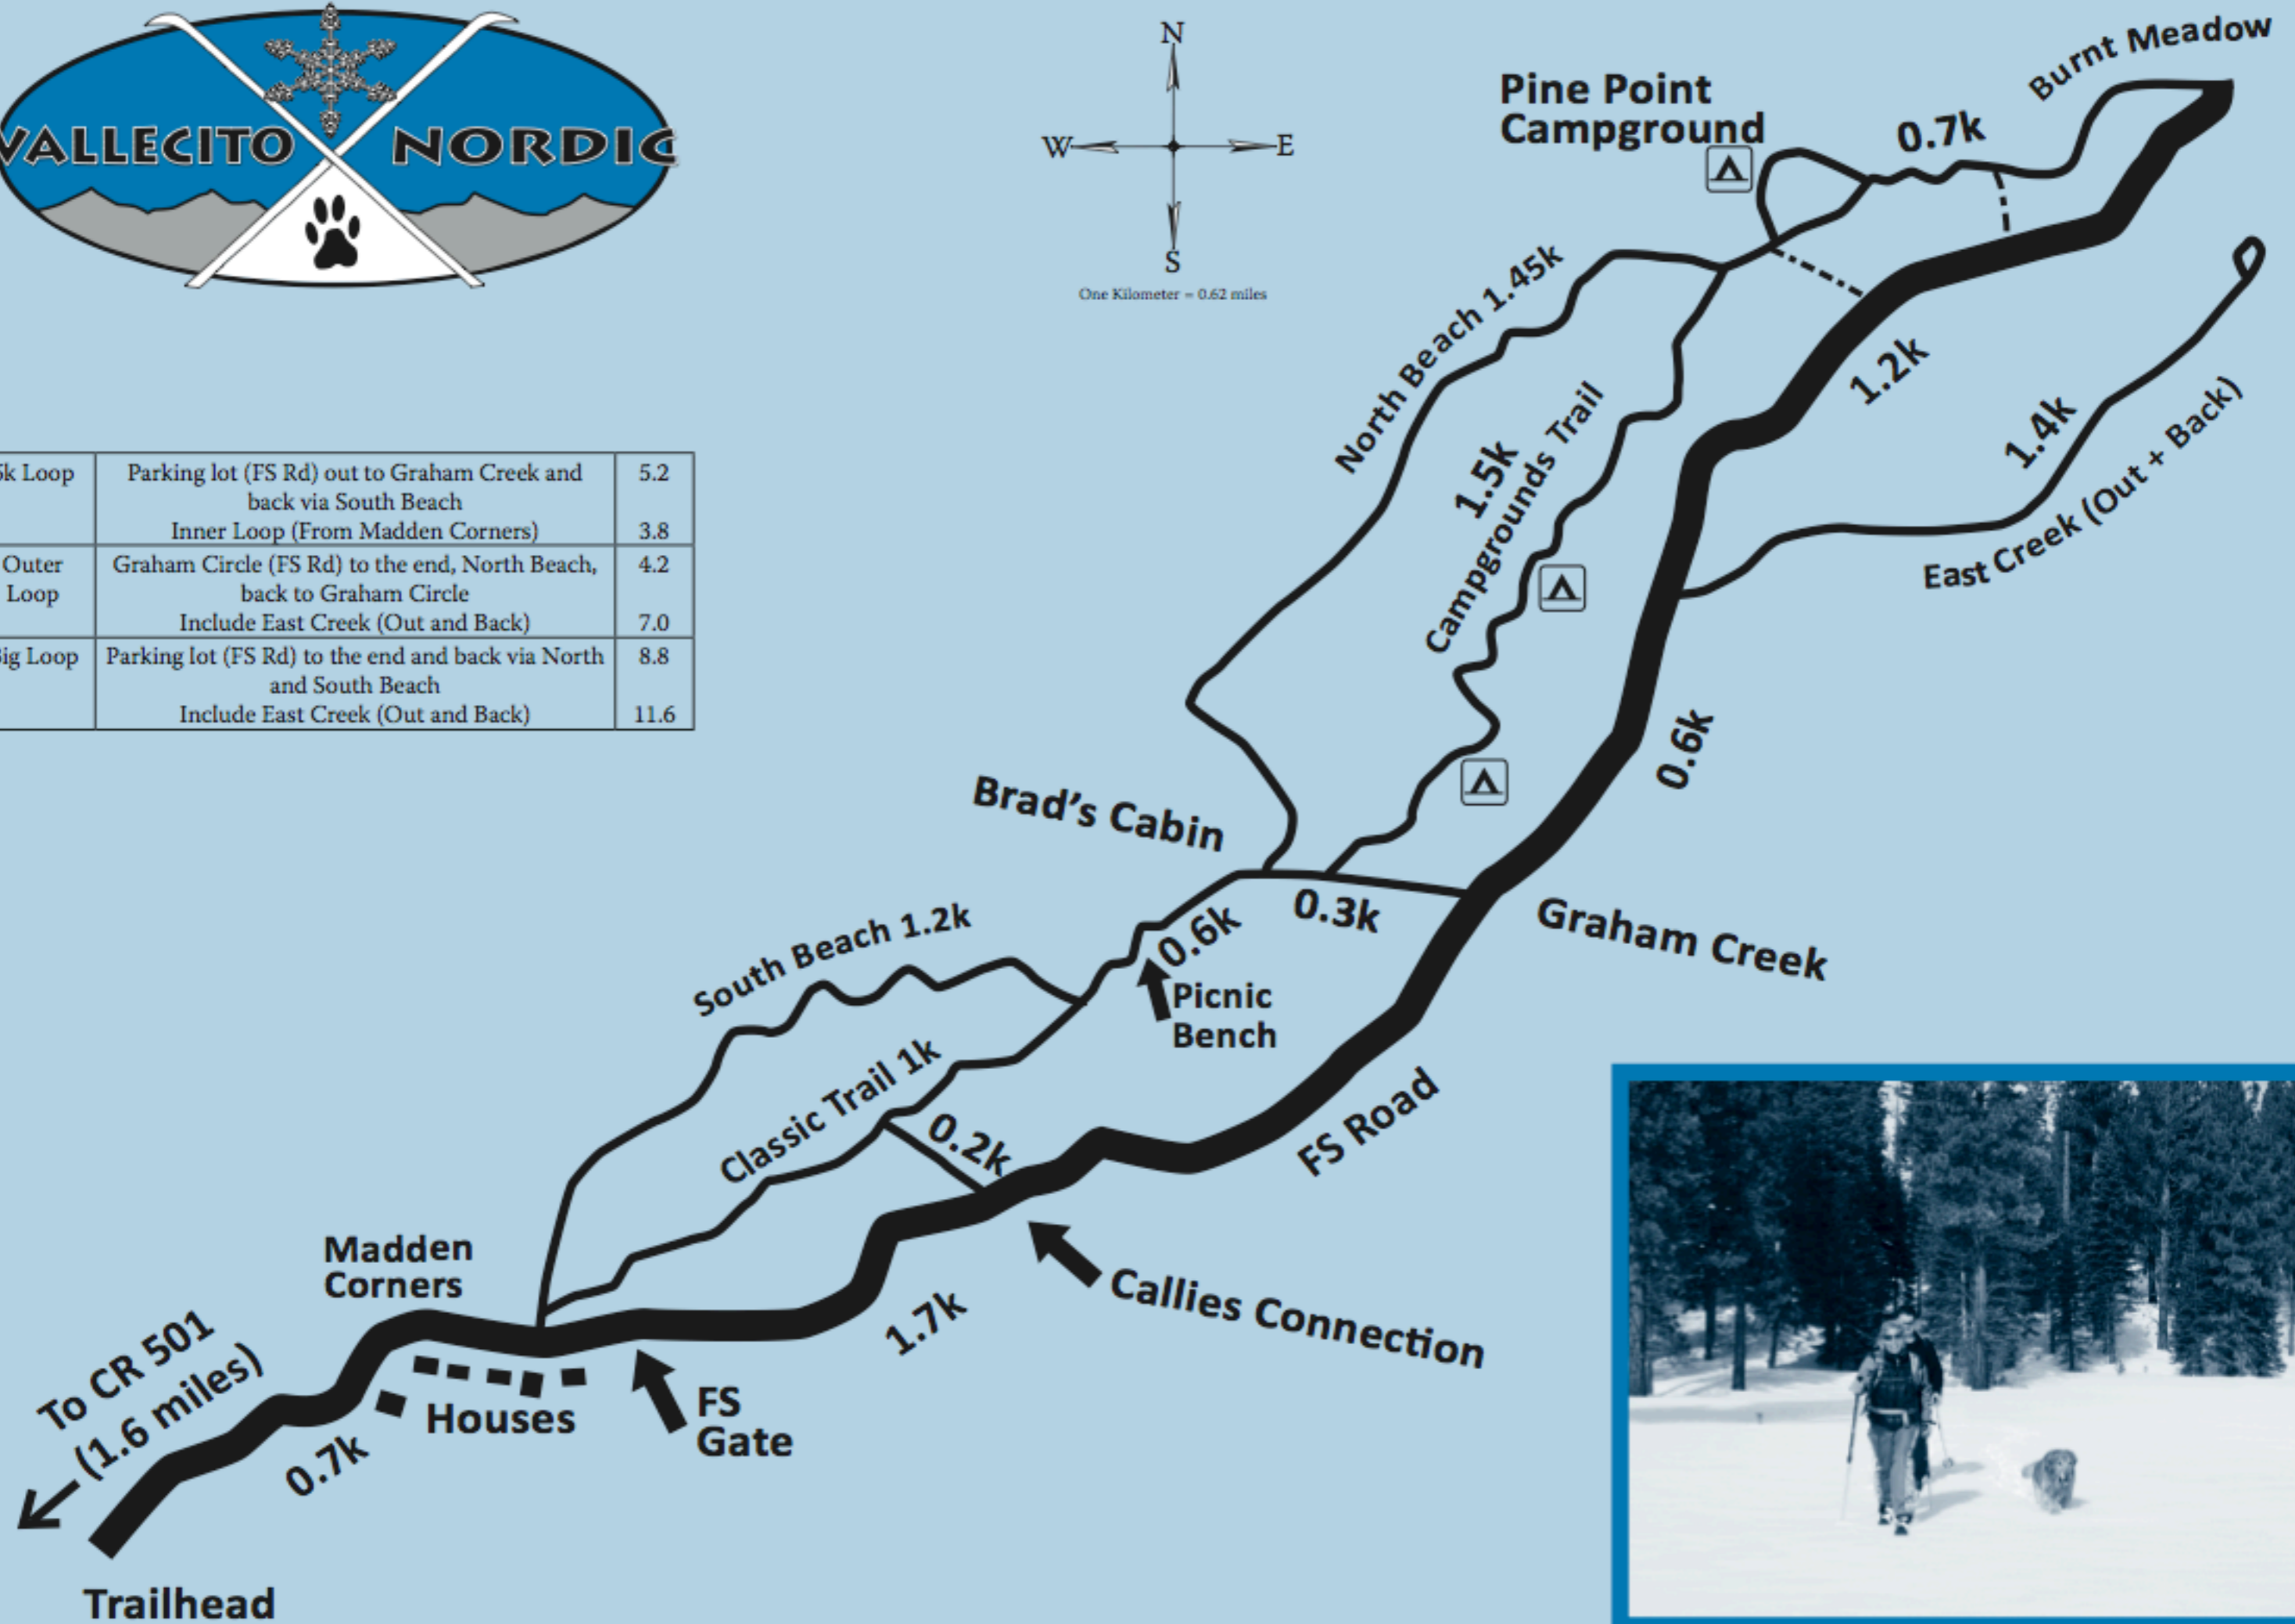 VALLECITO NORDIC
N
W E
S
One Kilometer = 0.62 miles
Pine Point
Campground
Burnt Meadow
0.7k
North Beach 1.45k
1.5k
Campgrounds Trail
1.2k
1.4k
East Creek (Out + Back)
5k Loop
Parking lot (FS Rd) out to Graham Creek and
back via South Beach
5.2
Inner Loop (From Madden Corners)
3.8
Outer
Loop
Graham Circle (FS Rd) to the end, North Beach,
back to Graham Circle
4.2
Include East Creek (Out and Back)
7.0
Big Loop
Parking lot (FS Rd) to the end and back via North
and South Beach
8.8
Include East Creek (Out and Back)
11.6
0.6k
Brad's Cabin
0.3k
Graham Creek
0.6k
Picnic
Bench
South Beach 1.2k
Classic Trail 1k
0.2k
FS Road
Callies Connection
1.7k
Madden
Corners
FS
Gate
Houses
To CR 501
(1.6 miles)
0.7k
Trailhead